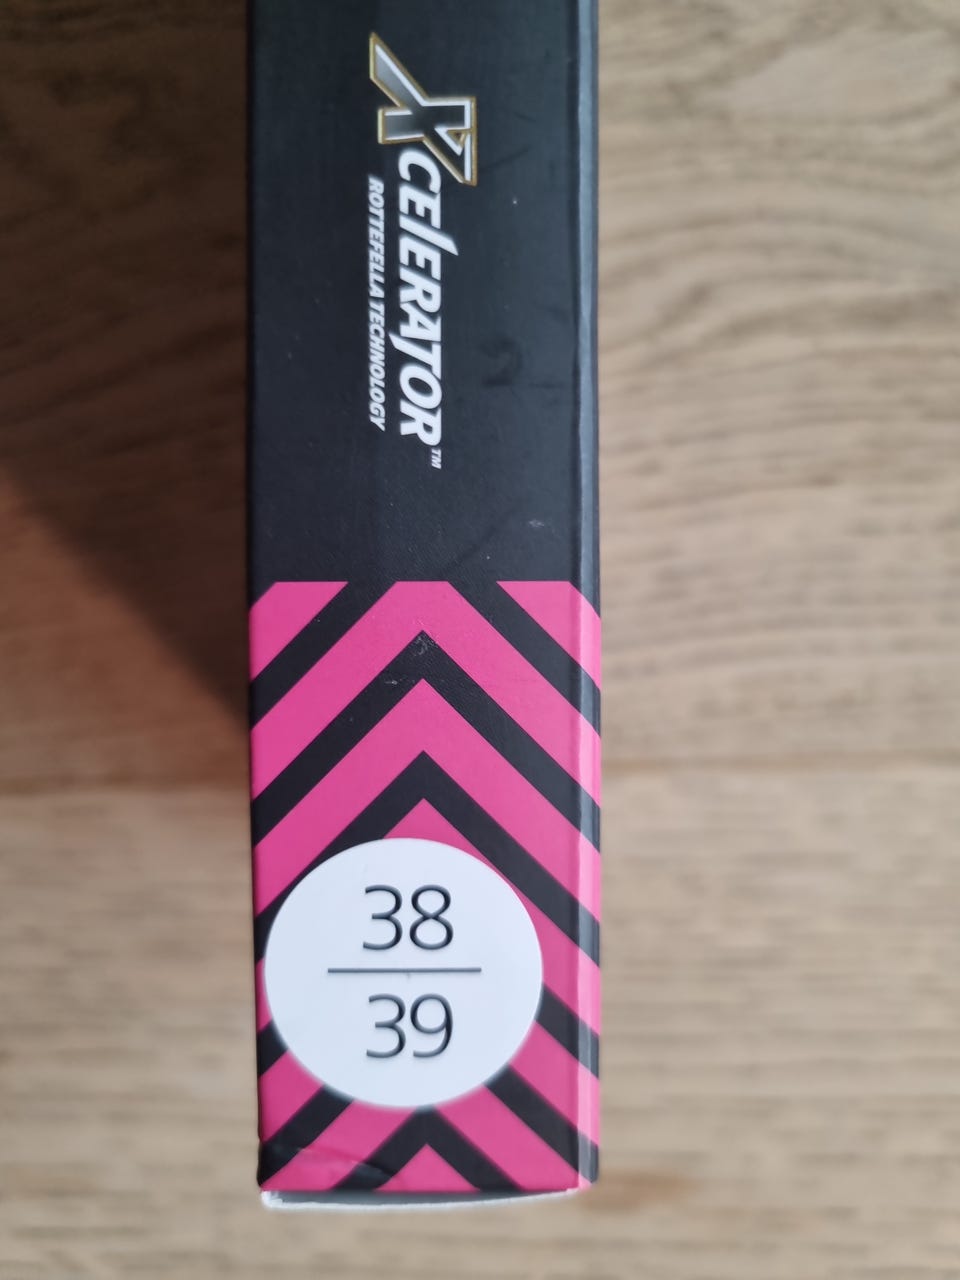 XCELERATOR™
ROTTEFELLA TECHNOLOGY
38
39